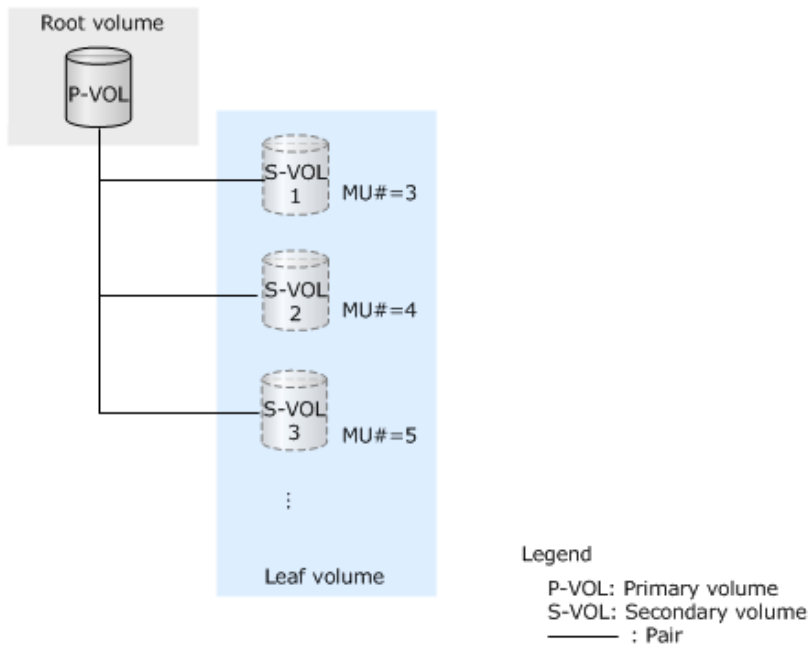 Root volume
P-VOL
S-VOL
1
MU#=3
S-VOL
2
MU#=4
S-VOL
3
MU#=5
⋮
Leaf volume
Legend
P-VOL: Primary volume
S-VOL: Secondary volume
: Pair